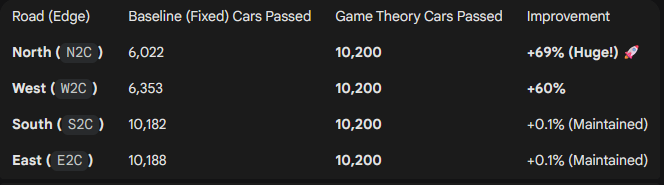 Road (Edge) Baseline (Fixed) Cars Passed Game Theory Cars Passed Improvement
North ( N2C ) 6,022 10,200 +69% (Huge!) 🚀
West ( W2C ) 6,353 10,200 +60%
South ( S2C ) 10,182 10,200 +0.1% (Maintained)
East ( E2C ) 10,188 10,200 +0.1% (Maintained)